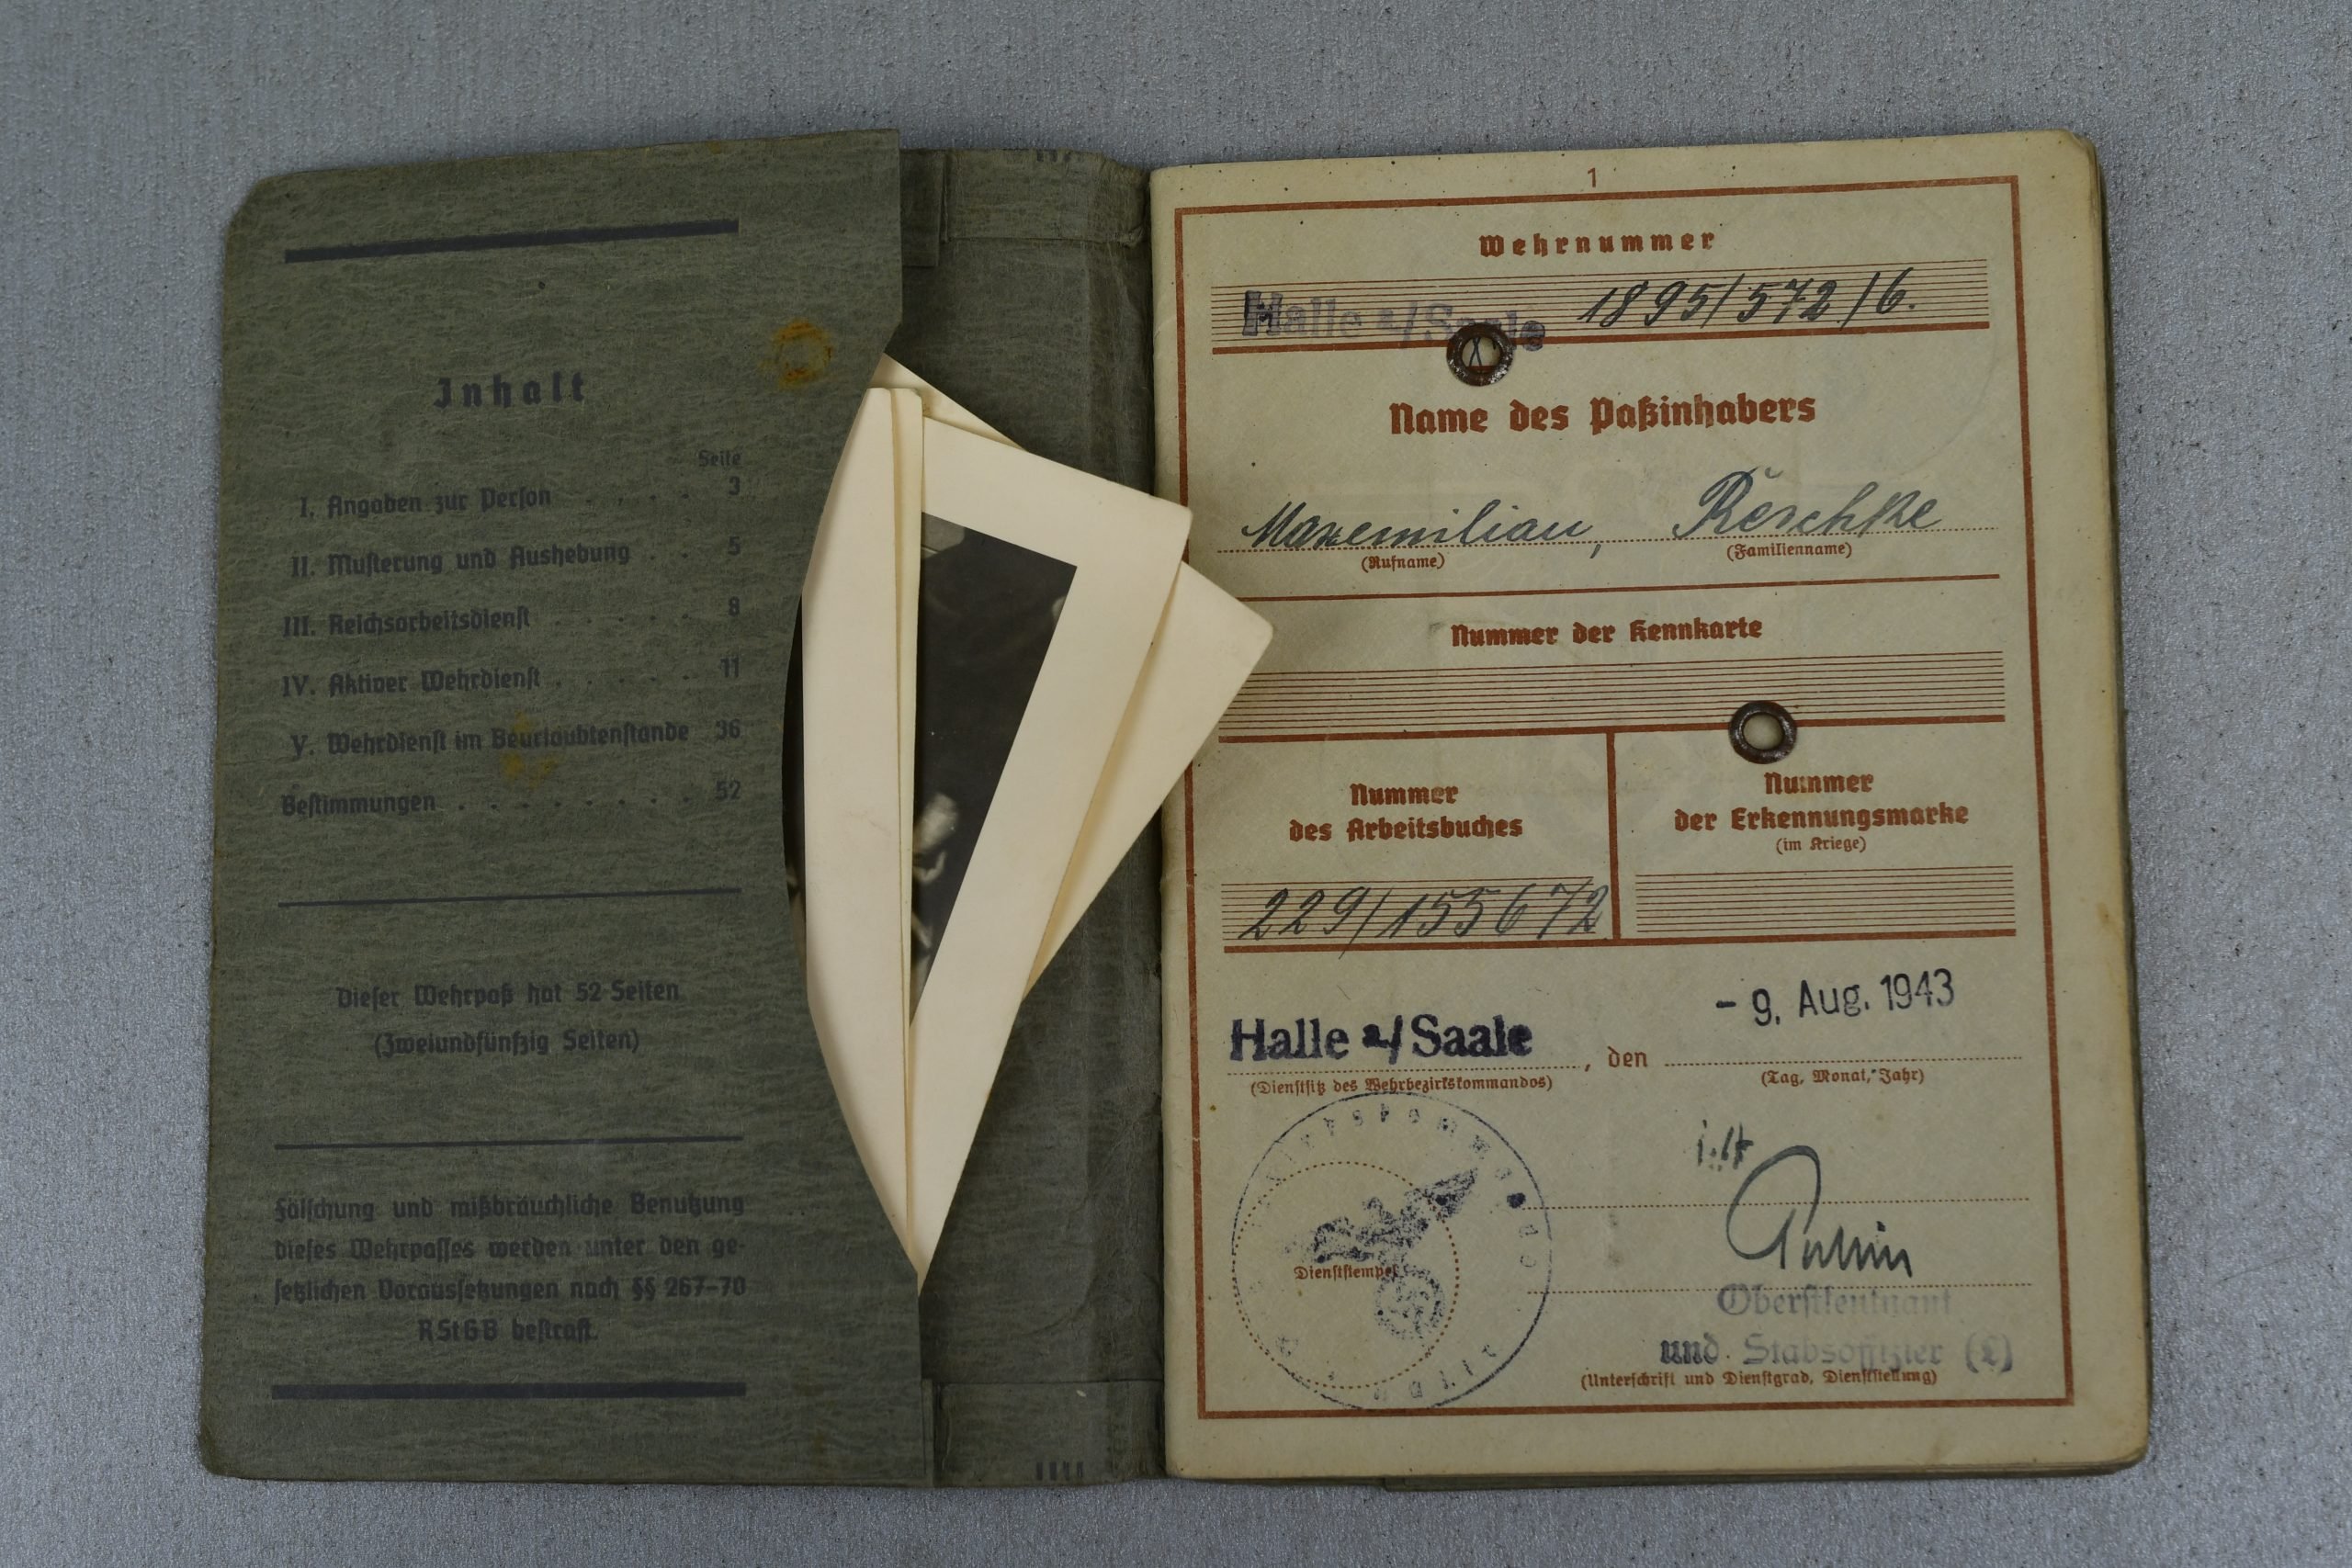 Inhalt
Seite
I. Angaben zur Person . . . . . 3
II. Musterung und Aushebung . . 5
III. Reichsarbeitsdienst . . . . . . 8
IV. Aktiver Wehrdienst . . . . . . 11
V. Wehrdienst im Beurlaubtenstande 36
Bestimmungen . . . . . . . . . 52
Dieser Wehrpaß hat 52 Seiten
(Zweiundfünfzig Seiten)
Fälschung und mißbräuchliche Benutzung
dieses Wehrpasses werden unter den ge-
setzlichen Voraussetzungen nach §§ 267–70
RStGB bestraft.
1
Wehrnummer
Halle a/Saale 1895/572/6.
Name des Paßinhabers
Maxemilian, Reschke
(Rufname) (Familienname)
Nummer der Kennkarte
Nummer
des Arbeitsbuches
229/155672
Nummer
der Erkennungsmarke
(im Kriege)
Halle a/Saale, den - 9. Aug. 1943
(Dienstsitz des Wehrbezirkskommandos) (Tag, Monat, Jahr)
Dienststempel
Oberstleutnant
und Stabsoffizier (L)
(Unterschrift und Dienstgrad, Dienststellung)